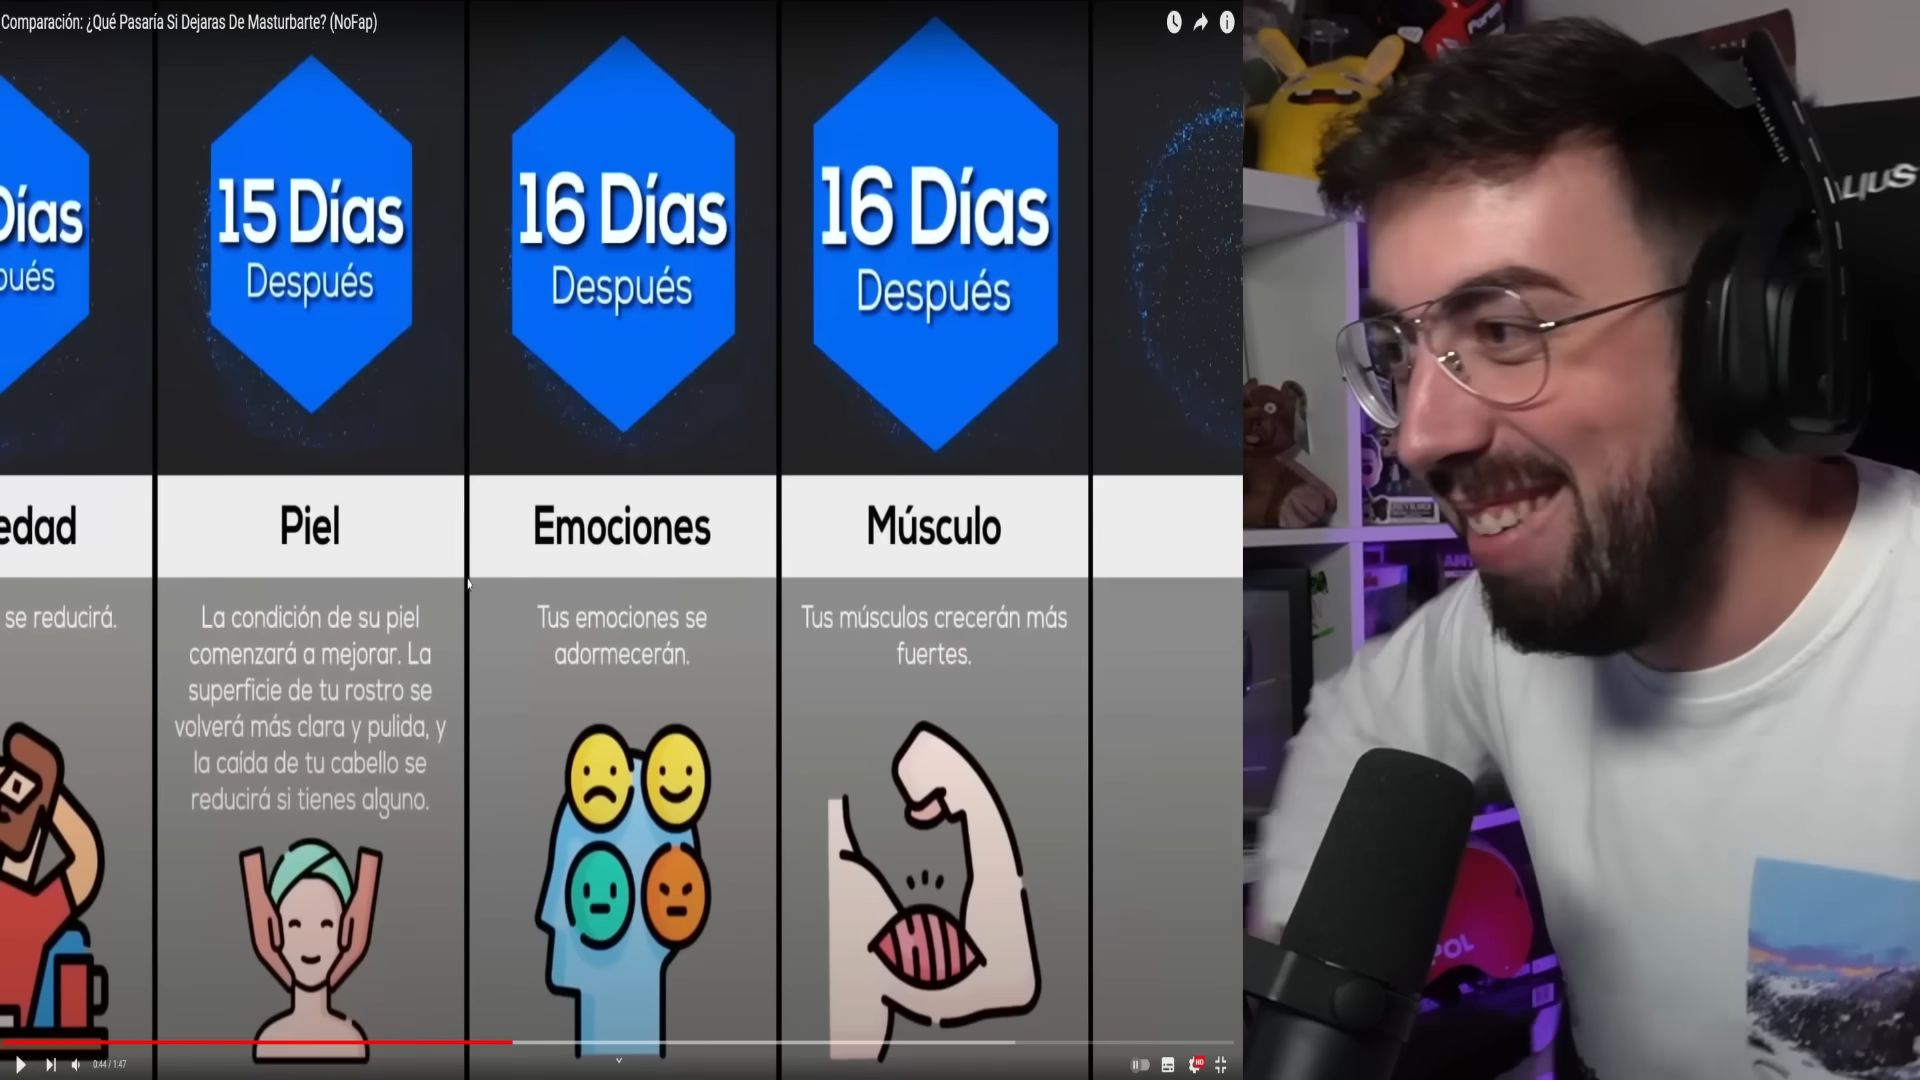 Comparación: ¿Qué Pasaría Si Dejaras De Masturbarte? (NoFap)
Días
pués
15 Días
Después
16 Días
Después
16 Días
Después
edad
Piel
Emociones
Músculo
se reducirá.
La condición de su piel
comenzará a mejorar. La
superficie de tu rostro se
volverá más clara y pulida, y
la caída de tu cabello se
reducirá si tienes alguno.
Tus emociones se
adormecerán.
Tus músculos crecerán más
fuertes.
0:44 / 1:47
HD
POL